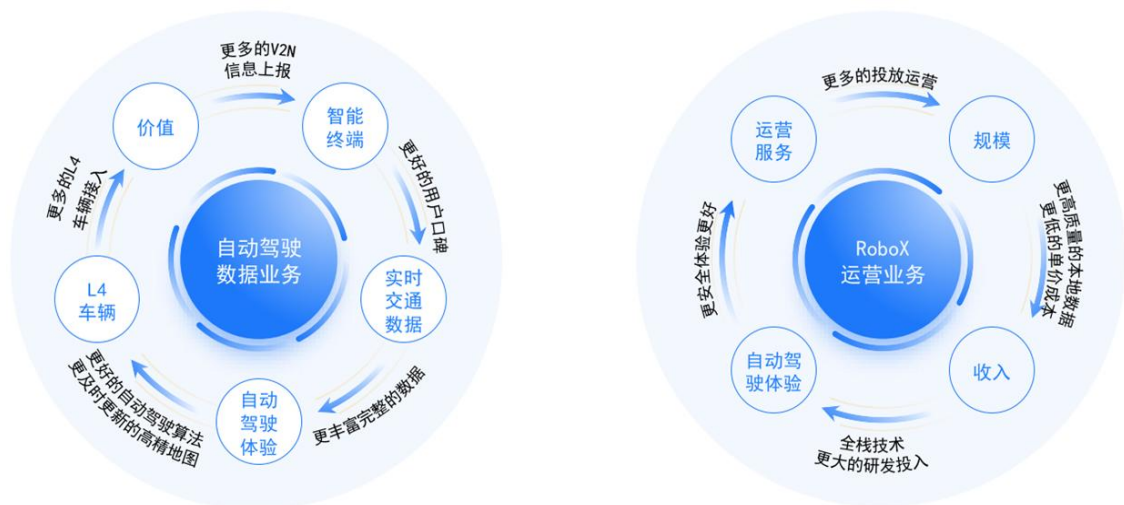 更多的V2N
信息上报
价值
智能
终端
更好的用户口碑
实时
交通
数据
更丰富完整的数据
自动
驾驶
体验
更好的自动驾驶算法
更及时更新的高精地图
L4
车辆
更多的L4
车辆接入
自动驾驶
数据业务
更多的投放运营
运营
服务
规模
更高质量的本地数据
更低的单价成本
收入
全栈技术
更大的研发投入
自动驾
驶体验
更安全体验更好
RoboX
运营业务